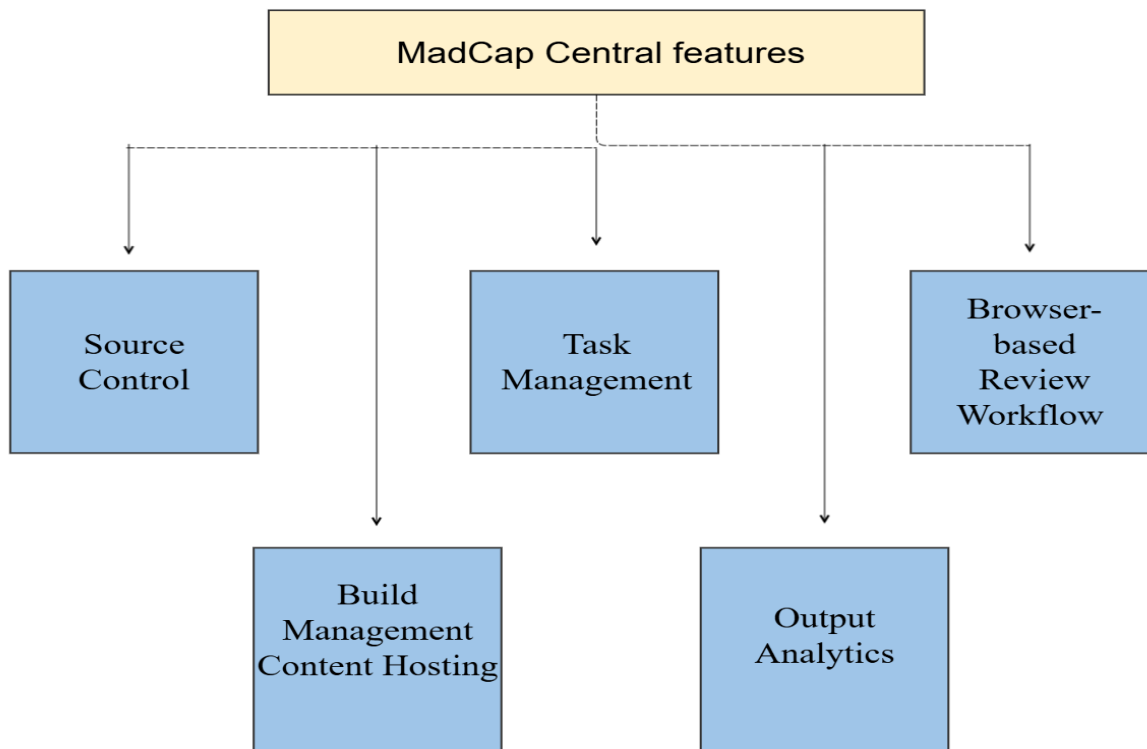 MadCap Central features
Source
Control
Task
Management
Browser-
based
Review
Workflow
Build
Management
Content Hosting
Output
Analytics